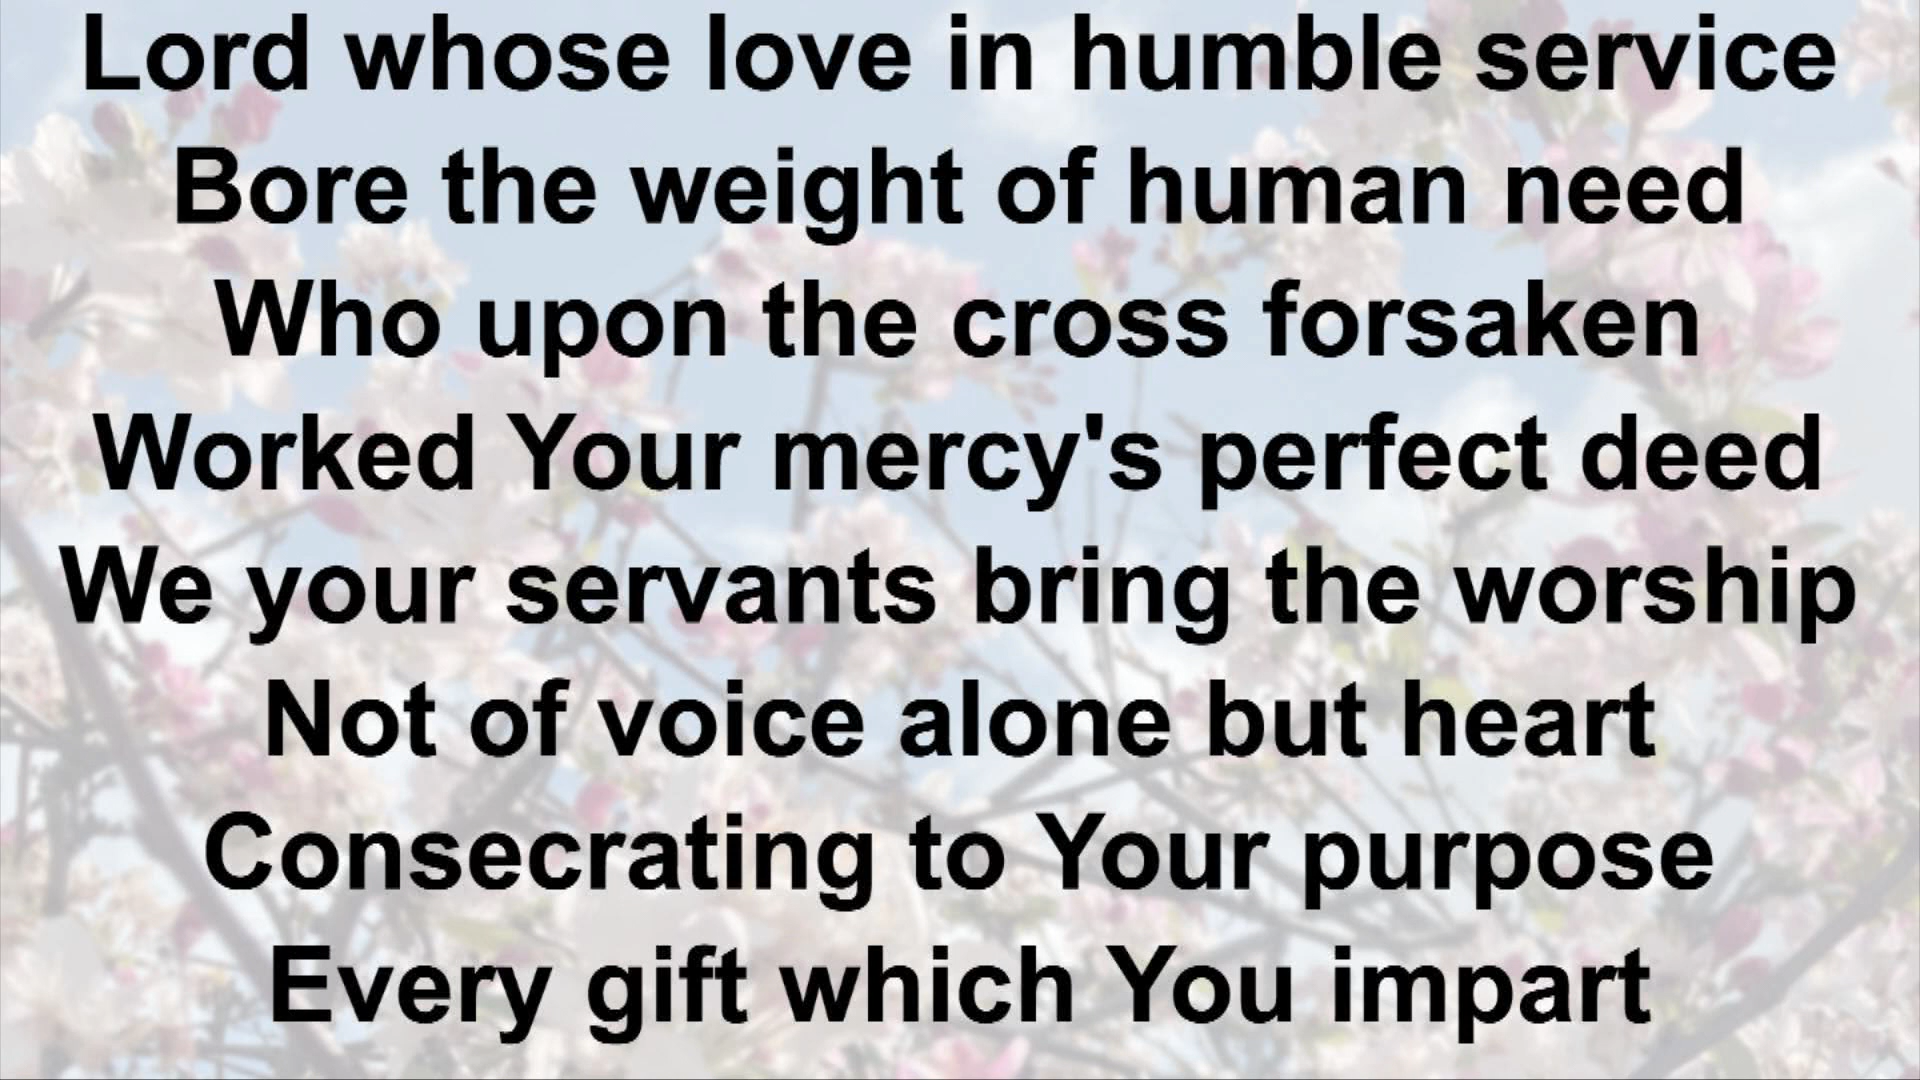 Lord whose love in humble service
Bore the weight of human need
Who upon the cross forsaken
Worked Your mercy's perfect deed
We your servants bring the worship
Not of voice alone but heart
Consecrating to Your purpose
Every gift which You impart